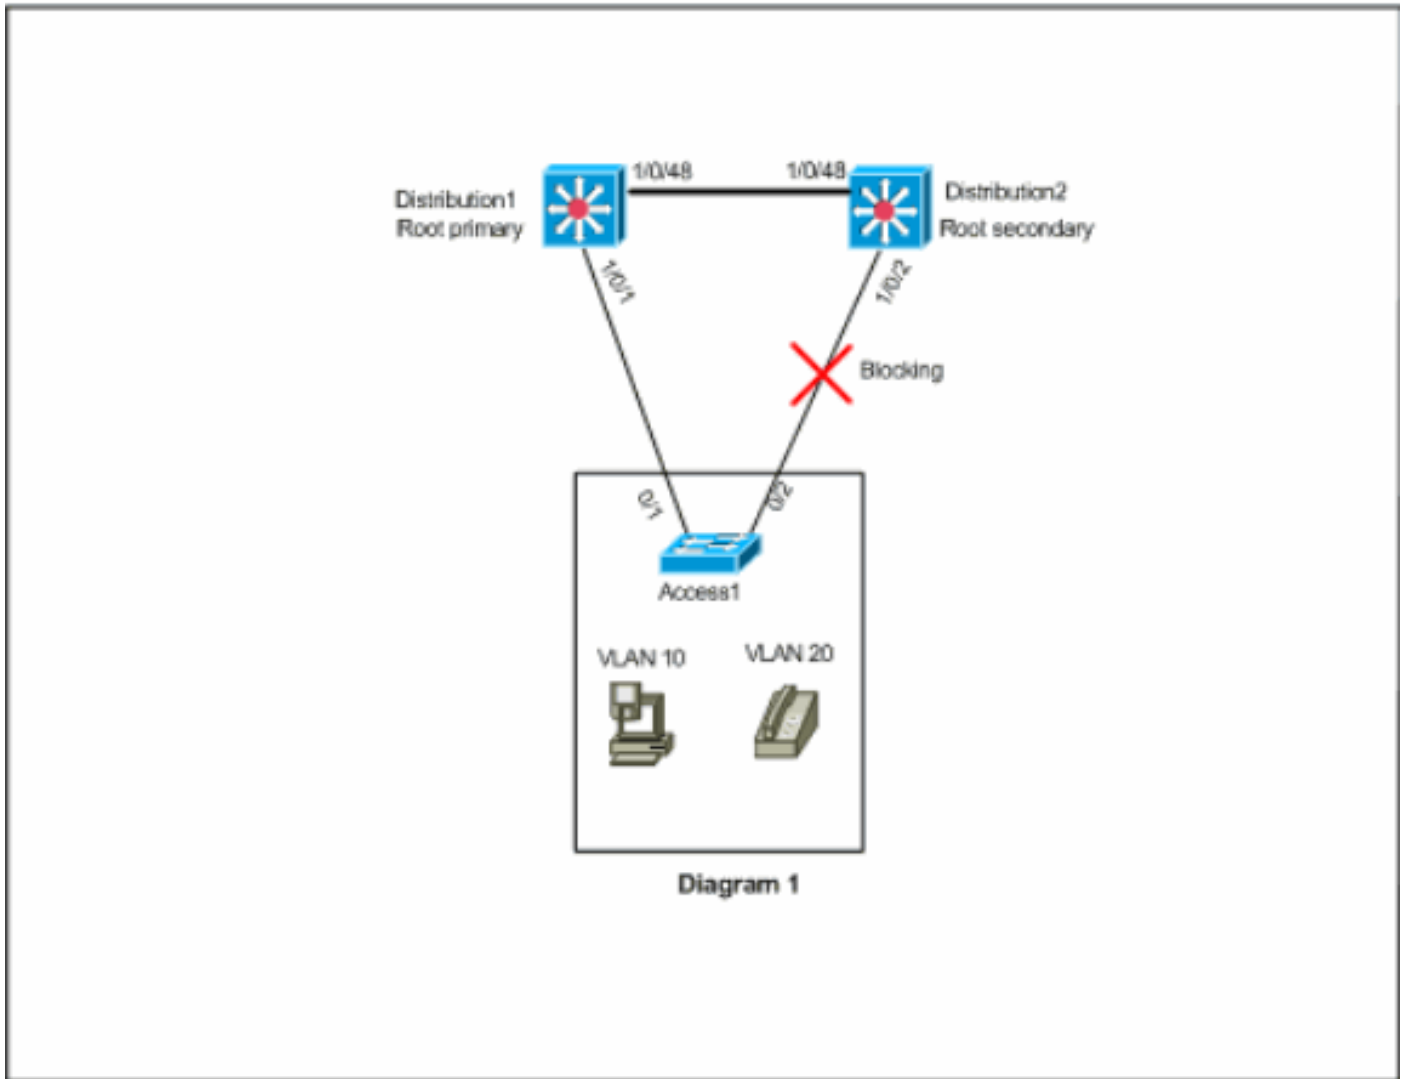 1/0/48
1/0/48
Distribution1
Root primary
Distribution2
Root secondary
1/0/1
1/0/2
Blocking
0/1
0/2
Access1
VLAN 10
VLAN 20
Diagram 1